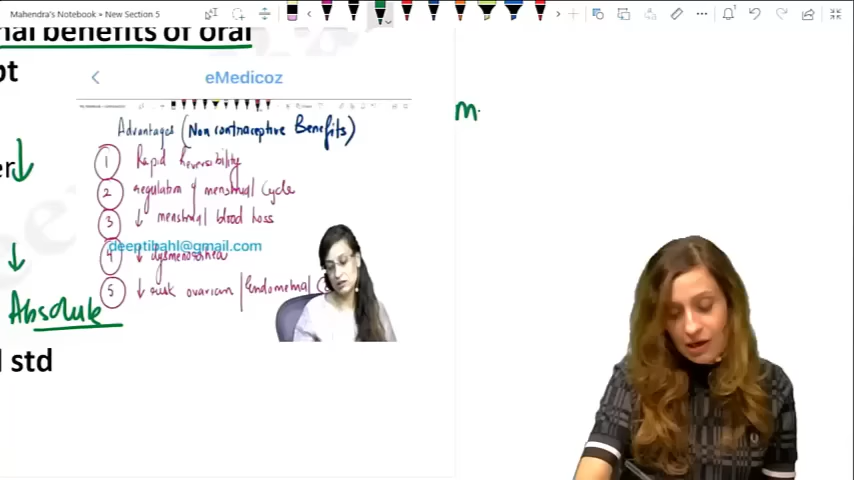 Mahendra's Notebook • New Section 5
nal benefits of oral
pt
eMedicoz
Advantages (Non contraceptive Benefits)
1 Rapid Reversibility
2 regulation of menstrual Cycle
3 ↓ menstrual blood loss
deeptibahl@gmail.com
4 ↓ dysmenorrhea
5 ↓ risk ovarian / Endometrial
er ↓
↓
Absolute
l std
m